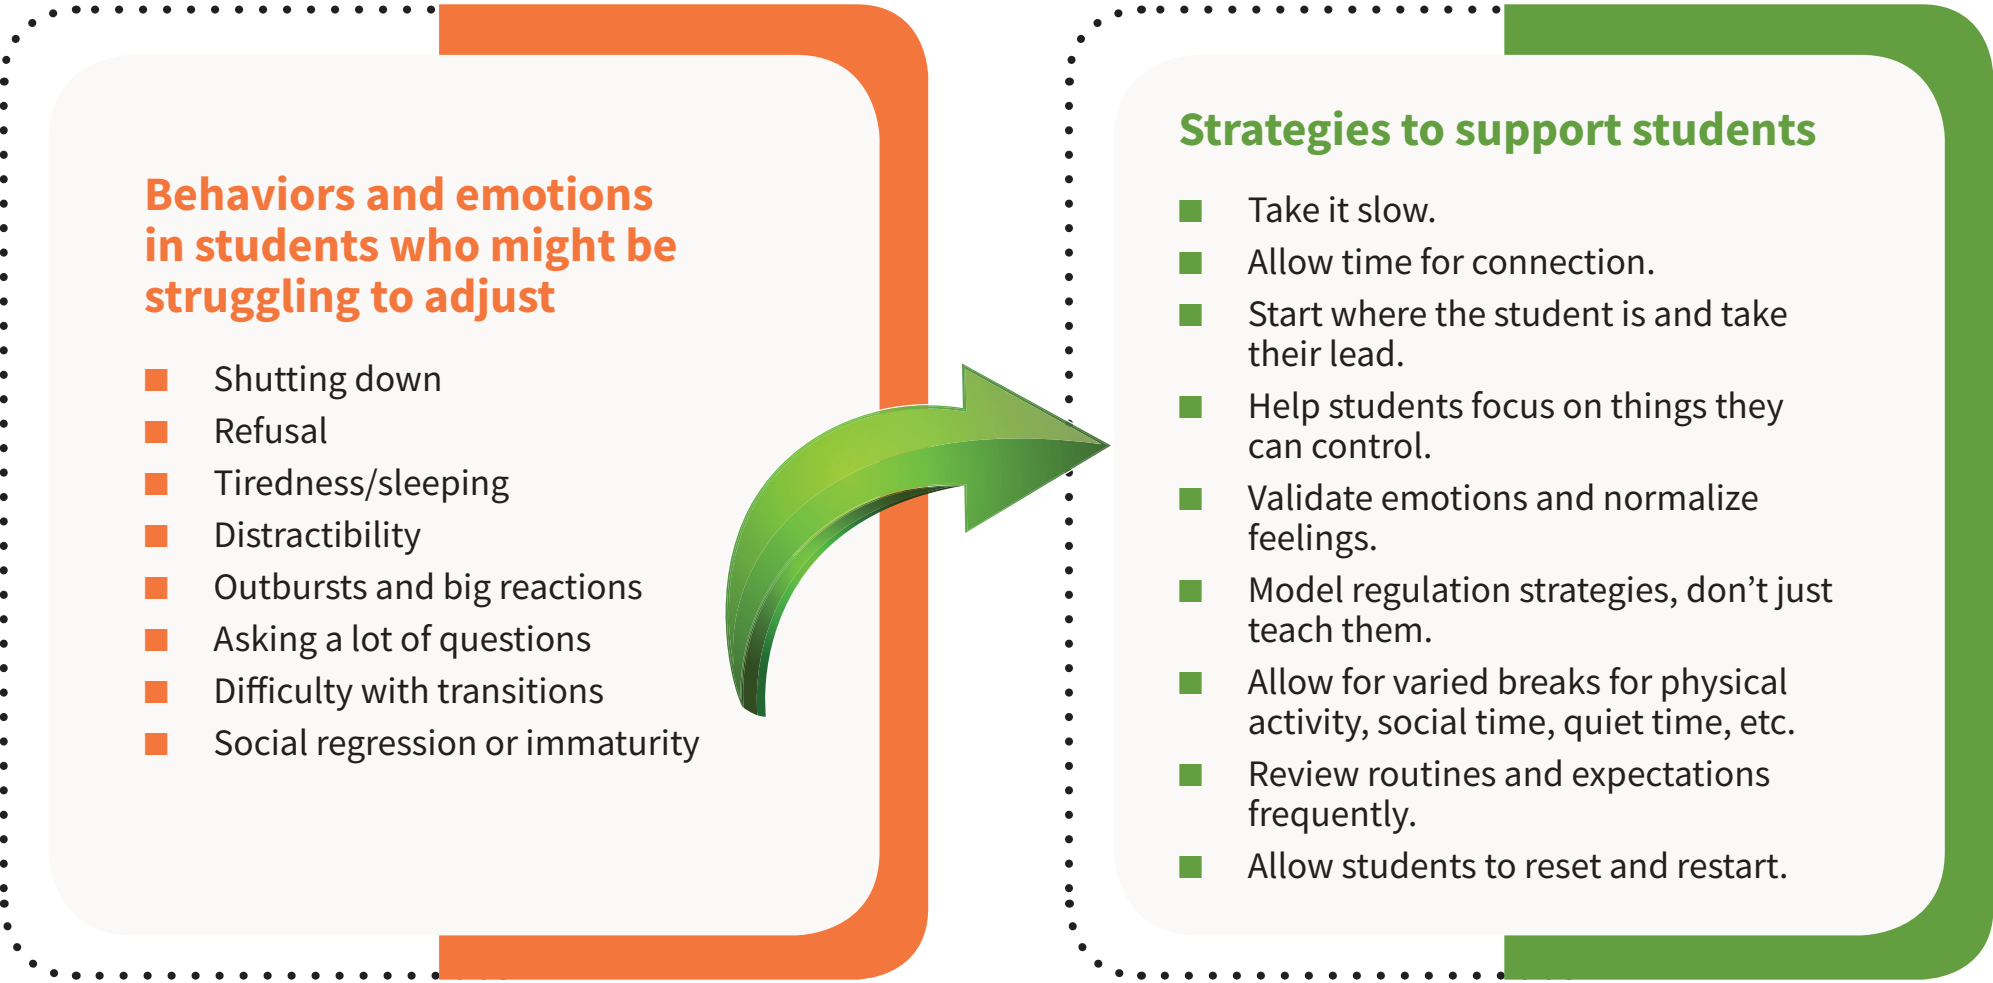 Behaviors and emotions
in students who might be
struggling to adjust
Shutting down
Refusal
Tiredness/sleeping
Distractibility
Outbursts and big reactions
Asking a lot of questions
Difficulty with transitions
Social regression or immaturity
Strategies to support students
Take it slow.
Allow time for connection.
Start where the student is and take
their lead.
Help students focus on things they
can control.
Validate emotions and normalize
feelings.
Model regulation strategies, don’t just
teach them.
Allow for varied breaks for physical
activity, social time, quiet time, etc.
Review routines and expectations
frequently.
Allow students to reset and restart.